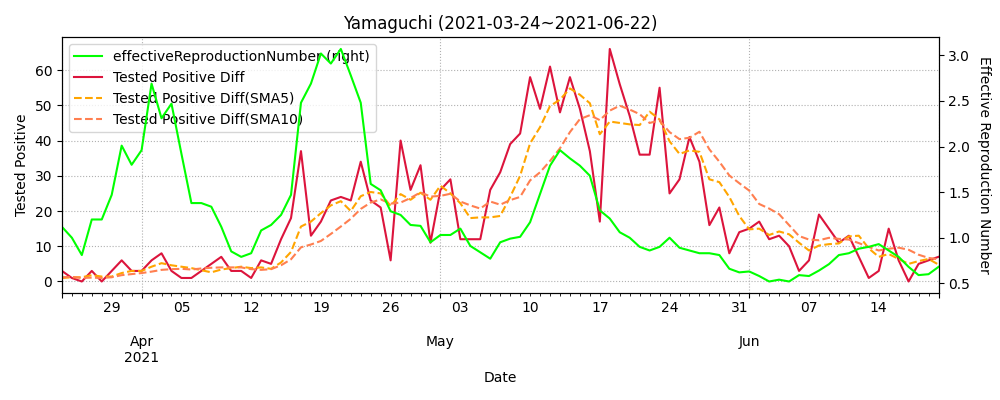 Yamaguchi (2021-03-24~2021-06-22)
effectiveReproductionNumber (right)
Tested Positive Diff
Tested Positive Diff(SMA5)
Tested Positive Diff(SMA10)
Tested Positive
60
50
40
30
20
10
0
3.0
2.5
2.0
1.5
1.0
0.5
Effective Reproduction Number
29 05 12 19 26 03 10 17 24 31 07 14
Apr May Jun
2021
Date